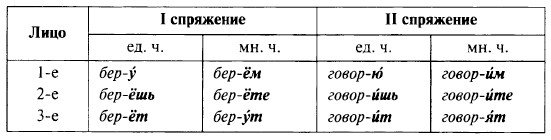 Лицо I спряжение II спряжение
ед. ч. мн. ч. ед. ч. мн. ч.
1-е бер-у́ бер-ём говор-ю́ говор-и́м
2-е бер-ёшь бер-ёте говор-и́шь говор-и́те
3-е бер-ёт бер-у́т говор-и́т говор-я́т